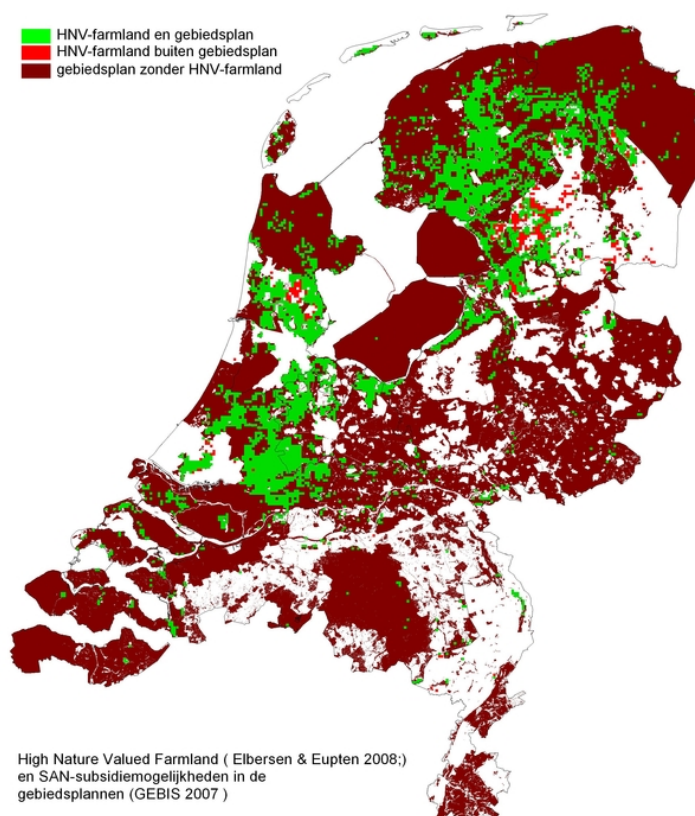 HNV-farmland en gebiedsplan
HNV-farmland buiten gebiedsplan
gebiedsplan zonder HNV-farmland
High Nature Valued Farmland ( Elbersen & Eupten 2008;)
en SAN-subsidiemogelijkheden in de
gebiedsplannen (GEBIS 2007 )